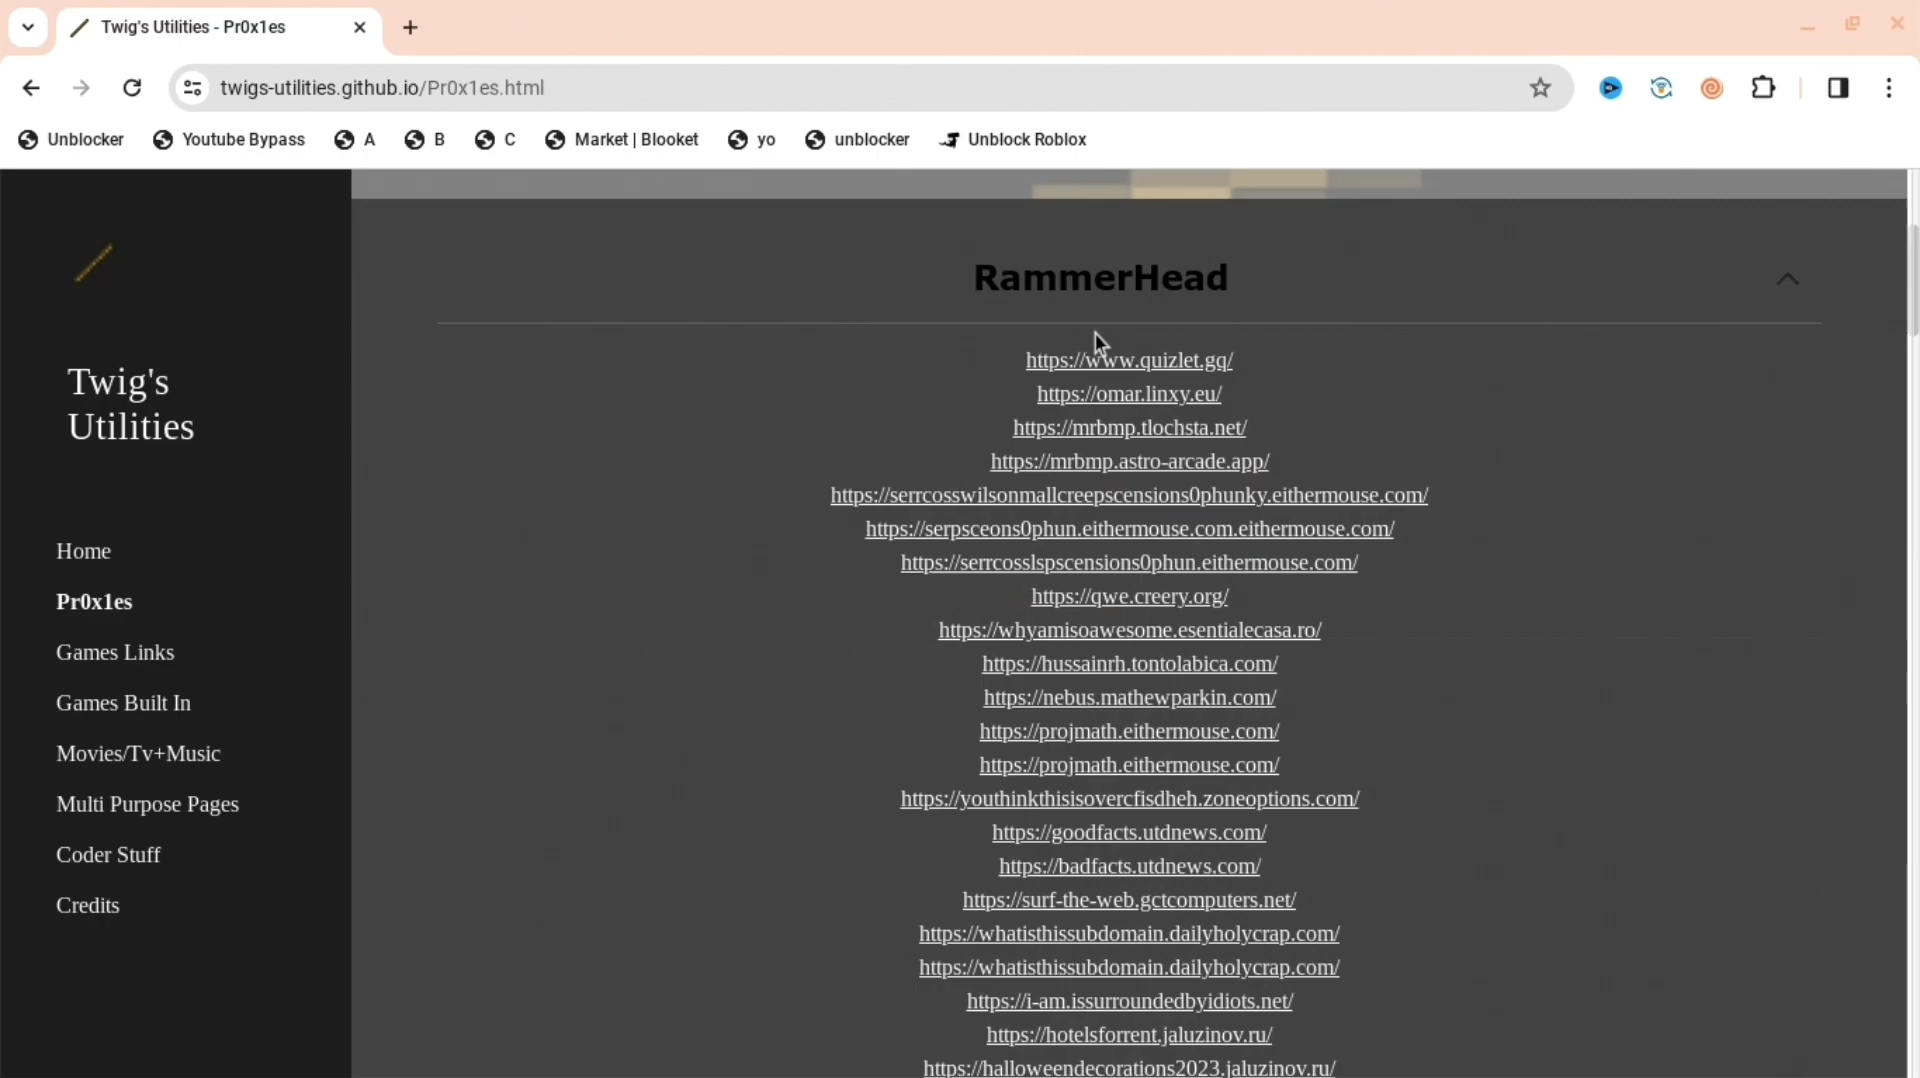 Twig's Utilities - Pr0x1es
twigs-utilities.github.io/Pr0x1es.html
Unblocker
Youtube Bypass
A
B
C
Market | Blooket
yo
unblocker
Unblock Roblox
Twig's
Utilities
Home
Pr0x1es
Games Links
Games Built In
Movies/Tv+Music
Multi Purpose Pages
Coder Stuff
Credits
RammerHead
https://www.quizlet.gq/
https://omar.linxy.eu/
https://mrbmp.tlochsta.net/
https://mrbmp.astro-arcade.app/
https://serrcosswilsonmallcreepscensions0phunky.eithermouse.com/
https://serpsceons0phun.eithermouse.com.eithermouse.com/
https://serrcosslspscensions0phun.eithermouse.com/
https://qwe.creery.org/
https://whyamisoawesome.esentialecasa.ro/
https://hussainrh.tontolabica.com/
https://nebus.mathewparkin.com/
https://projmath.eithermouse.com/
https://projmath.eithermouse.com/
https://youthinkthisisovercfisdheh.zoneoptions.com/
https://goodfacts.utdnews.com/
https://badfacts.utdnews.com/
https://surf-the-web.gctcomputers.net/
https://whatisthissubdomain.dailyholycrap.com/
https://whatisthissubdomain.dailyholycrap.com/
https://i-am.issurroundedbyidiots.net/
https://hotelsforrent.jaluzinov.ru/
https://halloweendecorations2023.jaluzinov.ru/